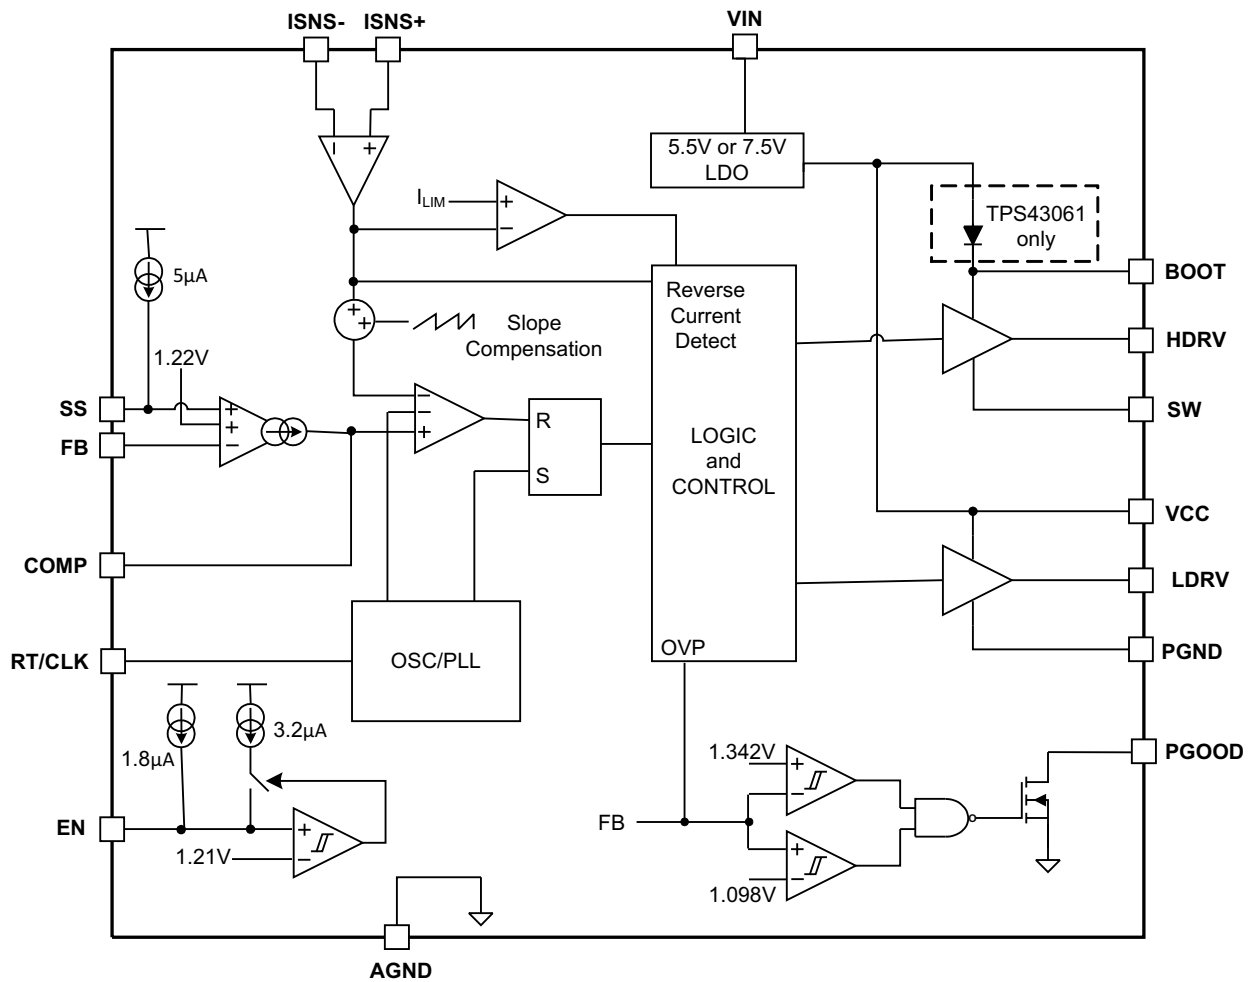 ISNS- ISNS+ VIN
5.5V or 7.5V
LDO
- +
ILIM
+
-
TPS43061
only
BOOT
5µA
Reverse
Current
Detect
+
+
Slope
Compensation
HDRV
1.22V
SS
FB
+
+
-
-
-
+
R
S
LOGIC
and
CONTROL
SW
VCC
COMP
LDRV
RT/CLK
OSC/PLL
OVP
PGND
1.8µA
3.2µA
1.342V
+
-
PGOOD
EN
+
-
1.21V
FB
+
-
1.098V
AGND